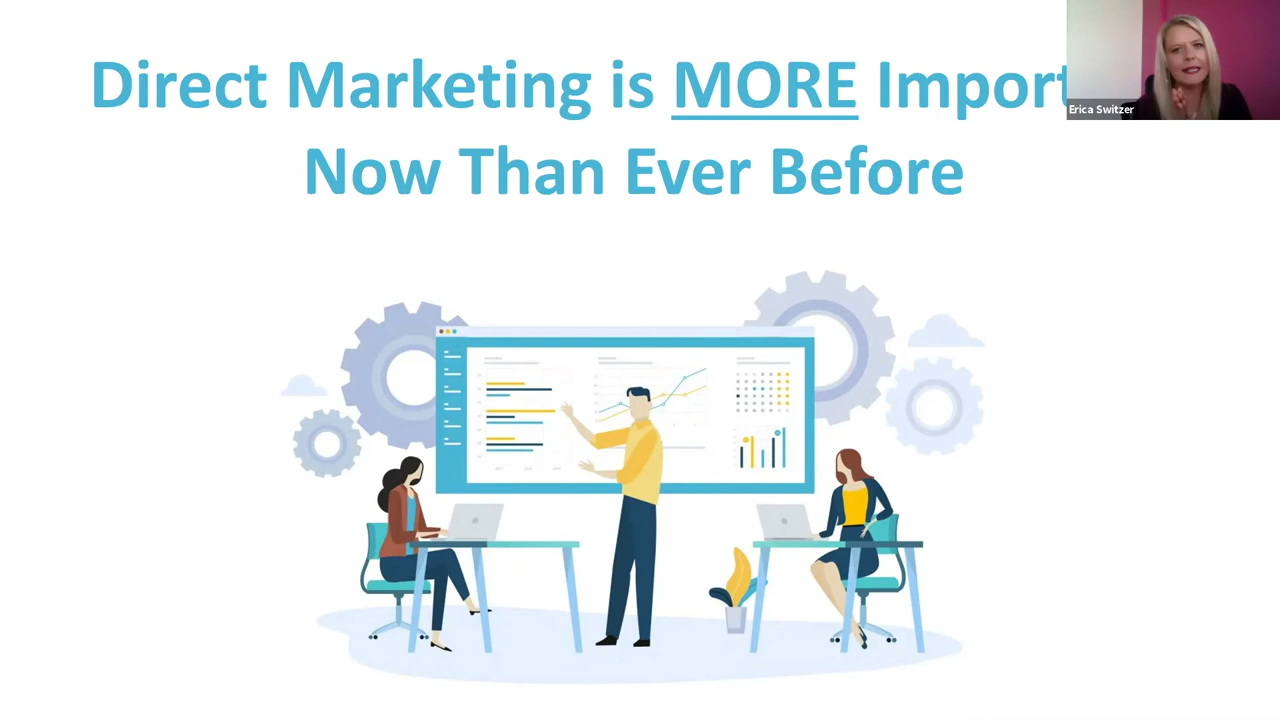 Direct Marketing is MORE Import
Now Than Ever Before
Erica Switzer